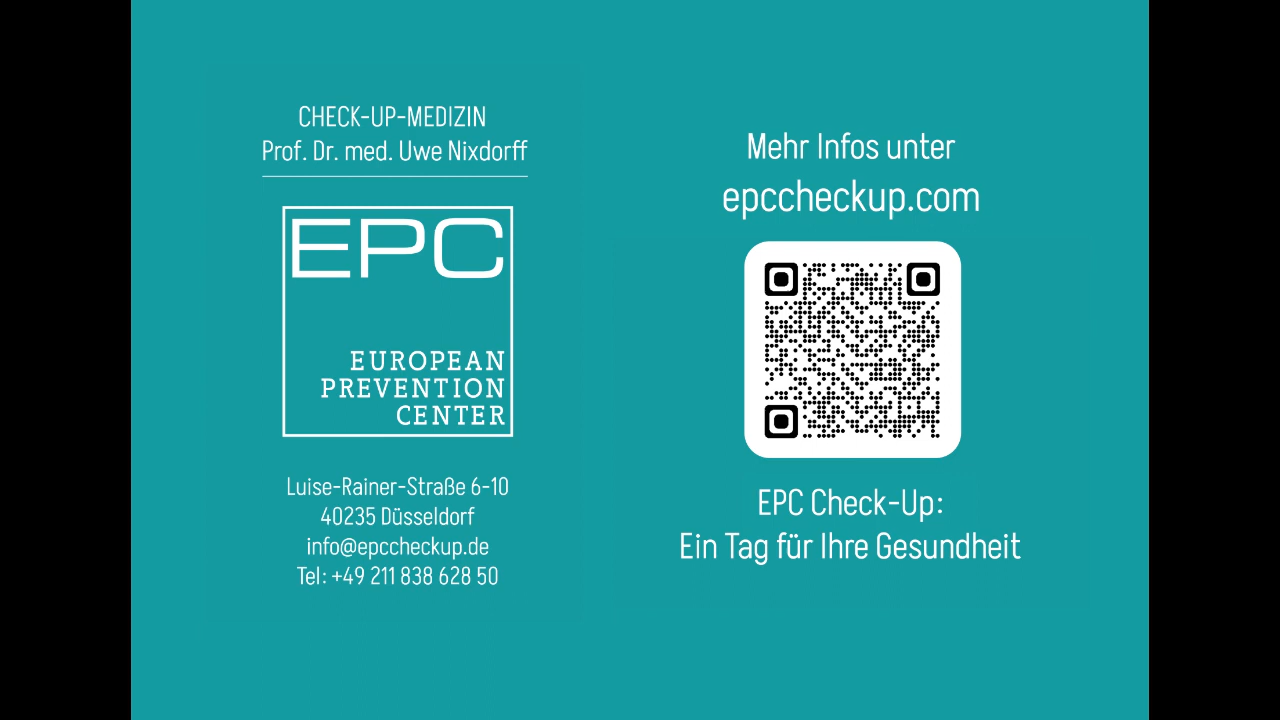 CHECK-UP-MEDIZIN
Prof. Dr. med. Uwe Nixdorff
EPC
EUROPEAN
PREVENTION
CENTER
Luise-Rainer-Straße 6-10
40235 Düsseldorf
info@epccheckup.de
Tel: +49 211 838 628 50
Mehr Infos unter
epccheckup.com
EPC Check-Up:
Ein Tag für Ihre Gesundheit